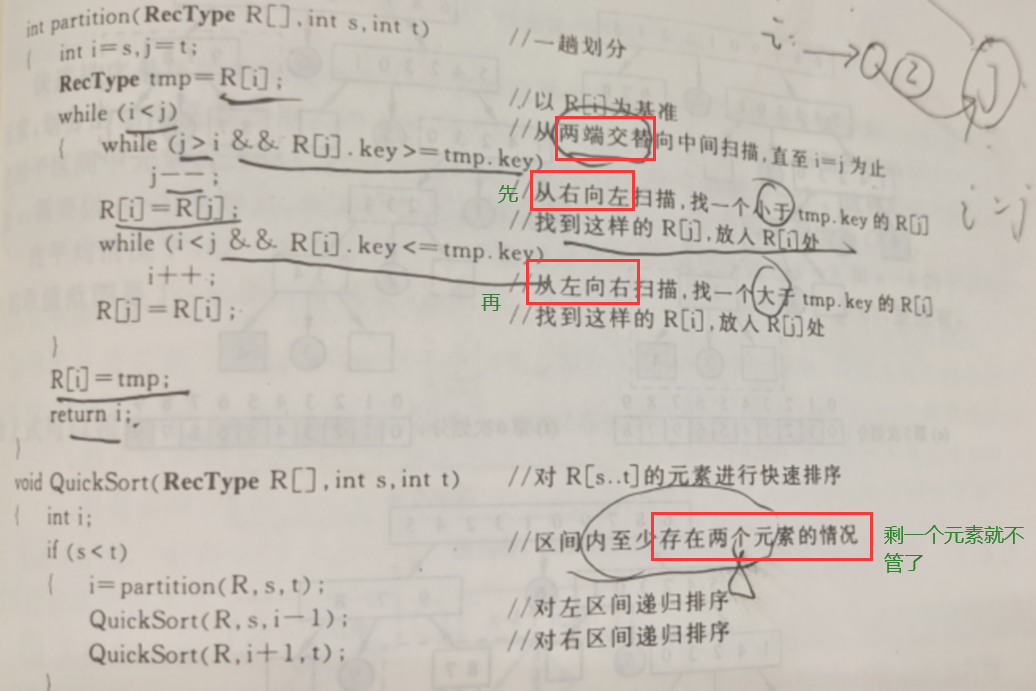 int partition(RecType R[],int s,int t) //一趟划分
{ int i=s,j=t;
RecType tmp=R[i]; //以 R[i]为基准
while (i<j) //从两端交替向中间扫描,直至 i=j 为止
{ while (j>i && R[j].key>=tmp.key)
j--; 先 //从右向左扫描,找一个小于 tmp.key 的 R[j]
R[i]=R[j]; //找到这样的 R[j],放人 R[i]处
while (i<j && R[i].key<=tmp.key)
i++; 再 //从左向右扫描,找一个大于 tmp.key 的 R[i]
R[j]=R[i]; //找到这样的 R[i],放人 R[j]处
}
R[i]=tmp;
return i;
}
void QuickSort(RecType R[],int s,int t) //对 R[s..t]的元素进行快速排序
{ int i;
if (s<t) //区间内至少存在两个元素的情况 剩一个元素就不
管了
{ i=partition(R,s,t);
QuickSort(R,s,i-1); //对左区间递归排序
QuickSort(R,i+1,t); //对右区间递归排序
}
i=j